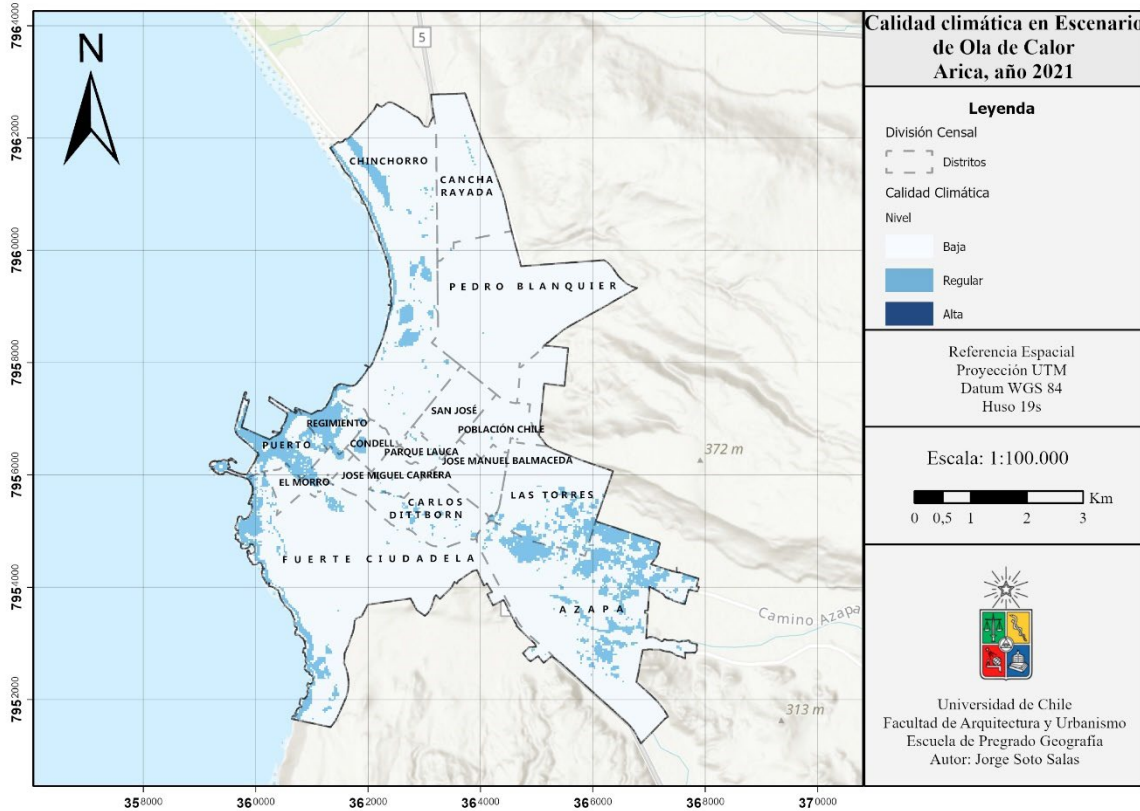 Calidad climática en Escenario
de Ola de Calor
Arica, año 2021
Leyenda
División Censal
Distritos
Calidad Climática
Nivel
Baja
Regular
Alta
Referencia Espacial
Proyección UTM
Datum WGS 84
Huso 19s
Escala: 1:100.000
0 0,5 1 2 3 Km
Universidad de Chile
Facultad de Arquitectura y Urbanismo
Escuela de Pregrado Geografía
Autor: Jorge Soto Salas
N
5
CHINCHORRO
CANCHA
RAYADA
PEDRO BLANQUIER
SAN JOSÉ
REGIMIENTO
POBLACIÓN CHILE
PUERTO
CONDELL
PARQUE LAUCA
JOSE MANUEL BALMACEDA
EL MORRO
JOSE MIGUEL CARRERA
LAS TORRES
CARLOS
DITTBORN
FUERTE CIUDADELA
AZAPA
Camino Azapa
372 m
313 m
7964000
7962000
7960000
7958000
7956000
7954000
7952000
358000 360000 362000 364000 366000 368000 370000